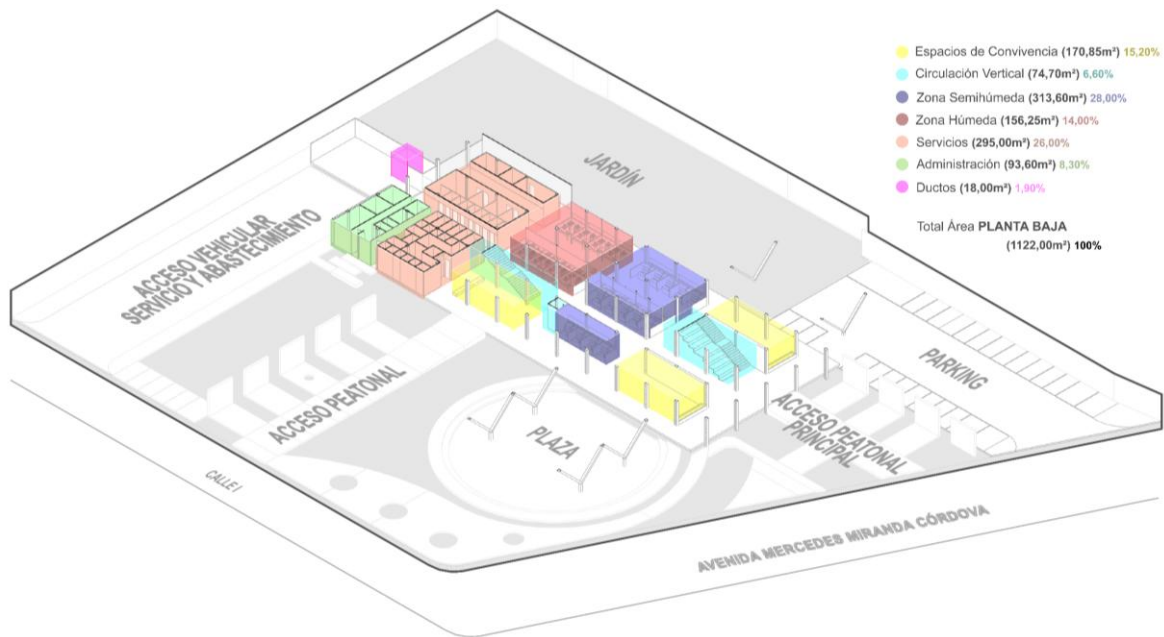 Espacios de Convivencia (170,85m²) 15,20%
Circulación Vertical (74,70m²) 6,60%
Zona Semihúmeda (313,60m²) 28,00%
Zona Húmeda (156,25m²) 14,00%
Servicios (295,00m²) 26,00%
Administración (93,60m²) 8,30%
Ductos (18,00m²) 1,90%
Total Área PLANTA BAJA
(1122,00m²) 100%
JARDÍN
ACCESO VEHICULAR
SERVICIO Y ABASTECIMIENTO
PARKING
ACCESO PEATONAL
PLAZA
ACCESO PEATONAL
PRINCIPAL
CALLE I
AVENIDA MERCEDES MIRANDA CÓRDOVA